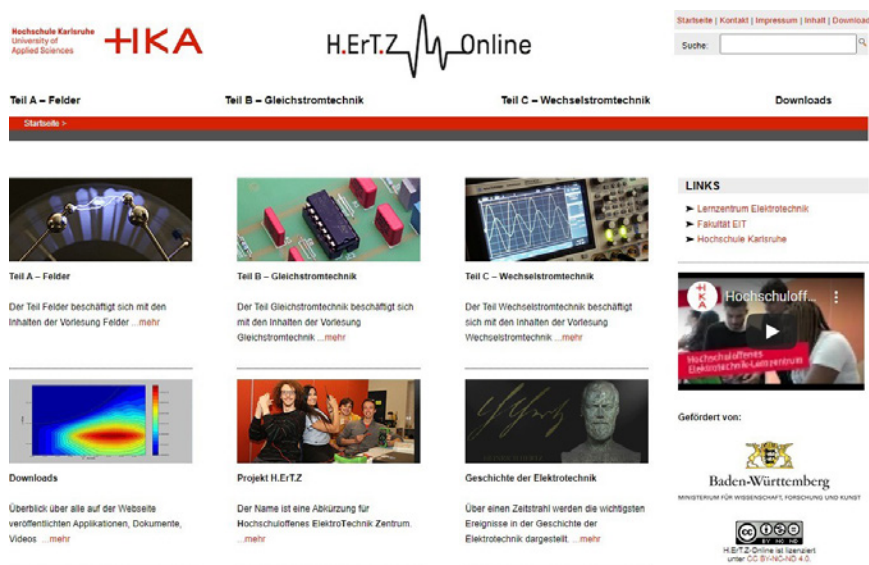 Hochschule Karlsruhe
University of
Applied Sciences
HKA
H.ErT.Z Online
Startseite | Kontakt | Impressum | Inhalt | Download
Suche:
Teil A – Felder
Teil B – Gleichstromtechnik
Teil C – Wechselstromtechnik
Downloads
Startseite >
Teil A – Felder
Der Teil Felder beschäftigt sich mit den
Inhalten der Vorlesung Felder ...mehr
Teil B – Gleichstromtechnik
Der Teil Gleichstromtechnik beschäftigt sich
mit den Inhalten der Vorlesung
Gleichstromtechnik ...mehr
Teil C – Wechselstromtechnik
Der Teil Wechselstromtechnik beschäftigt
sich mit den Inhalten der Vorlesung
Wechselstromtechnik ...mehr
LINKS
➤ Lernzentrum Elektrotechnik
➤ Fakultät EIT
➤ Hochschule Karlsruhe
HKA
Hochschuloff...
Hochschuloffenes
Elektrotechnik-Lernzentrum
Downloads
Überblick über alle auf der Webseite
veröffentlichten Applikationen, Dokumente,
Videos ...mehr
Projekt H.ErT.Z
Der Name ist eine Abkürzung für
Hochschuloffenes ElektroTechnik Zentrum.
...mehr
Geschichte der Elektrotechnik
Über einen Zeitstrahl werden die wichtigsten
Ereignisse in der Geschichte der
Elektrotechnik dargestellt. ...mehr
Gefördert von:
Baden-Württemberg
MINISTERIUM FÜR WISSENSCHAFT, FORSCHUNG UND KUNST
cc
BY NC ND
H.ErT.Z-Online ist lizenziert
unter CC BY-NC-ND 4.0.